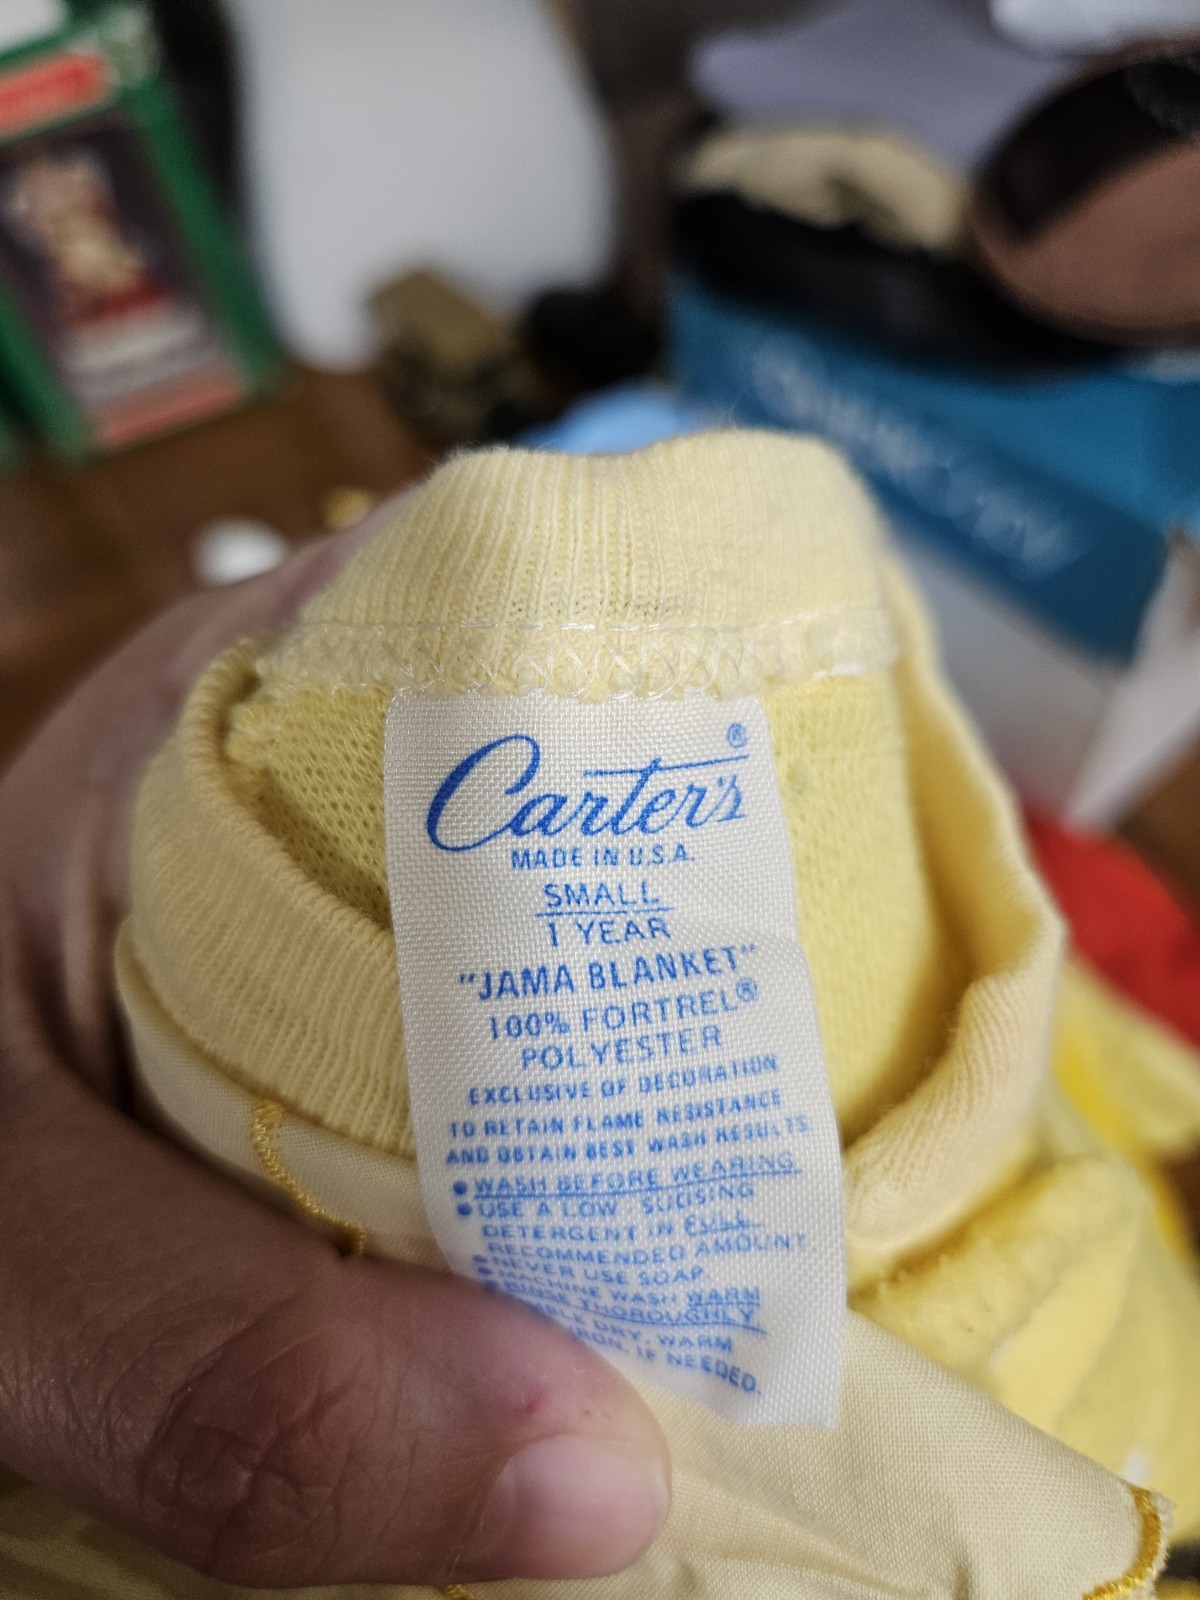 Carter's®
MADE IN U.S.A.
SMALL
1 YEAR
"JAMA BLANKET"
100% FORTREL®
POLYESTER
EXCLUSIVE OF DECORATION
TO RETAIN FLAME RESISTANCE
AND OBTAIN BEST WASH RESULTS
• WASH BEFORE WEARING
• USE A LOW SUDSING
DETERGENT IN FULL
RECOMMENDED AMOUNT
• NEVER USE SOAP
• MACHINE WASH WARM
• RINSE THOROUGHLY
DRY, WARM
IRON, IF NEEDED.